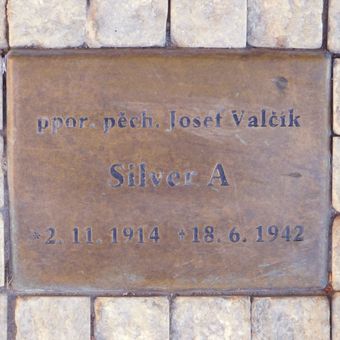 ppor. pěch. Josef Valčík
Silver A
*2. 11. 1914 +18. 6. 1942